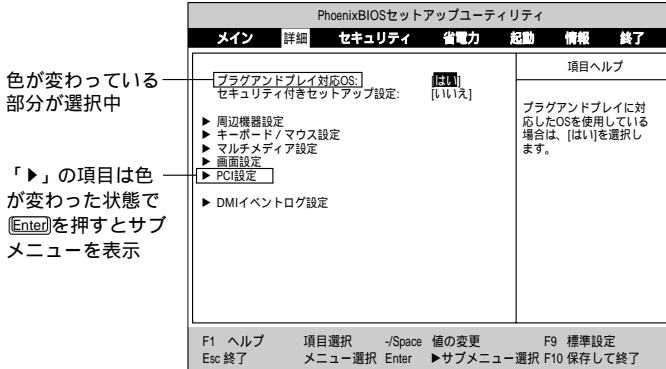 PhoenixBIOSセットアップユーティリティ
メイン 詳細 セキュリティ 省電力 起動 情報 終了
色が変わっている
部分が選択中
「▶」の項目は色
が変わった状態で
Enterを押すとサブ
メニューを表示
プラグアンドプレイ対応OS: [はい]
セキュリティ付きセットアップ設定: [いいえ]
▶ 周辺機器設定
▶ キーボード/マウス設定
▶ マルチメディア設定
▶ 画面設定
▶ PCI設定
▶ DMIイベントログ設定
項目ヘルプ
プラグアンドプレイに対
応したOSを使用している
場合は、[はい]を選択し
ます。
F1 ヘルプ 項目選択 -/Space 値の変更 F9 標準設定
Esc 終了 メニュー選択 Enter ▶サブメニュー選択 F10 保存して終了